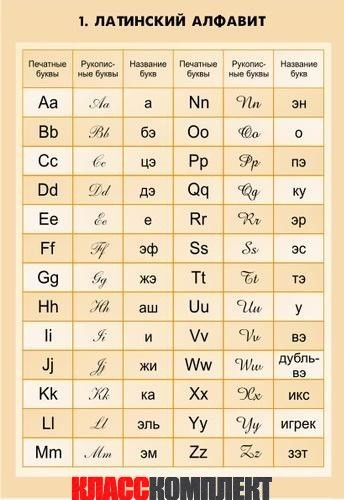 1. ЛАТИНСКИЙ АЛФАВИТ
Печатные буквы Рукопис-ные буквы Название букв Печатные буквы Рукопис-ные буквы Название букв
Aa Aa а Nn Nn эн
Bb Bb бэ Oo Oo о
Cc Cc цэ Pp Pp пэ
Dd Dd дэ Qq Qq ку
Ee Ee е Rr Rr эр
Ff Ff эф Ss Ss эс
Gg Gg жэ Tt Tt тэ
Hh Hh аш Uu Uu у
Ii Ii и Vv Vv вэ
Jj Jj жи Ww Ww дубль-вэ
Kk Kk ка Xx Xx икс
Ll Ll эль Yy Yy игрек
Mm Mm эм Zz Zz зэт
КЛАССКОМПЛЕКТ